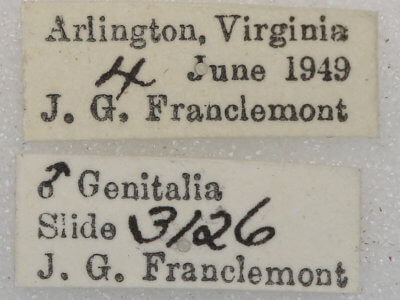 Arlington, Virginia
4 June 1949
J. G. Franclemont
♂ Genitalia
Slide 3126
J. G. Franclemont